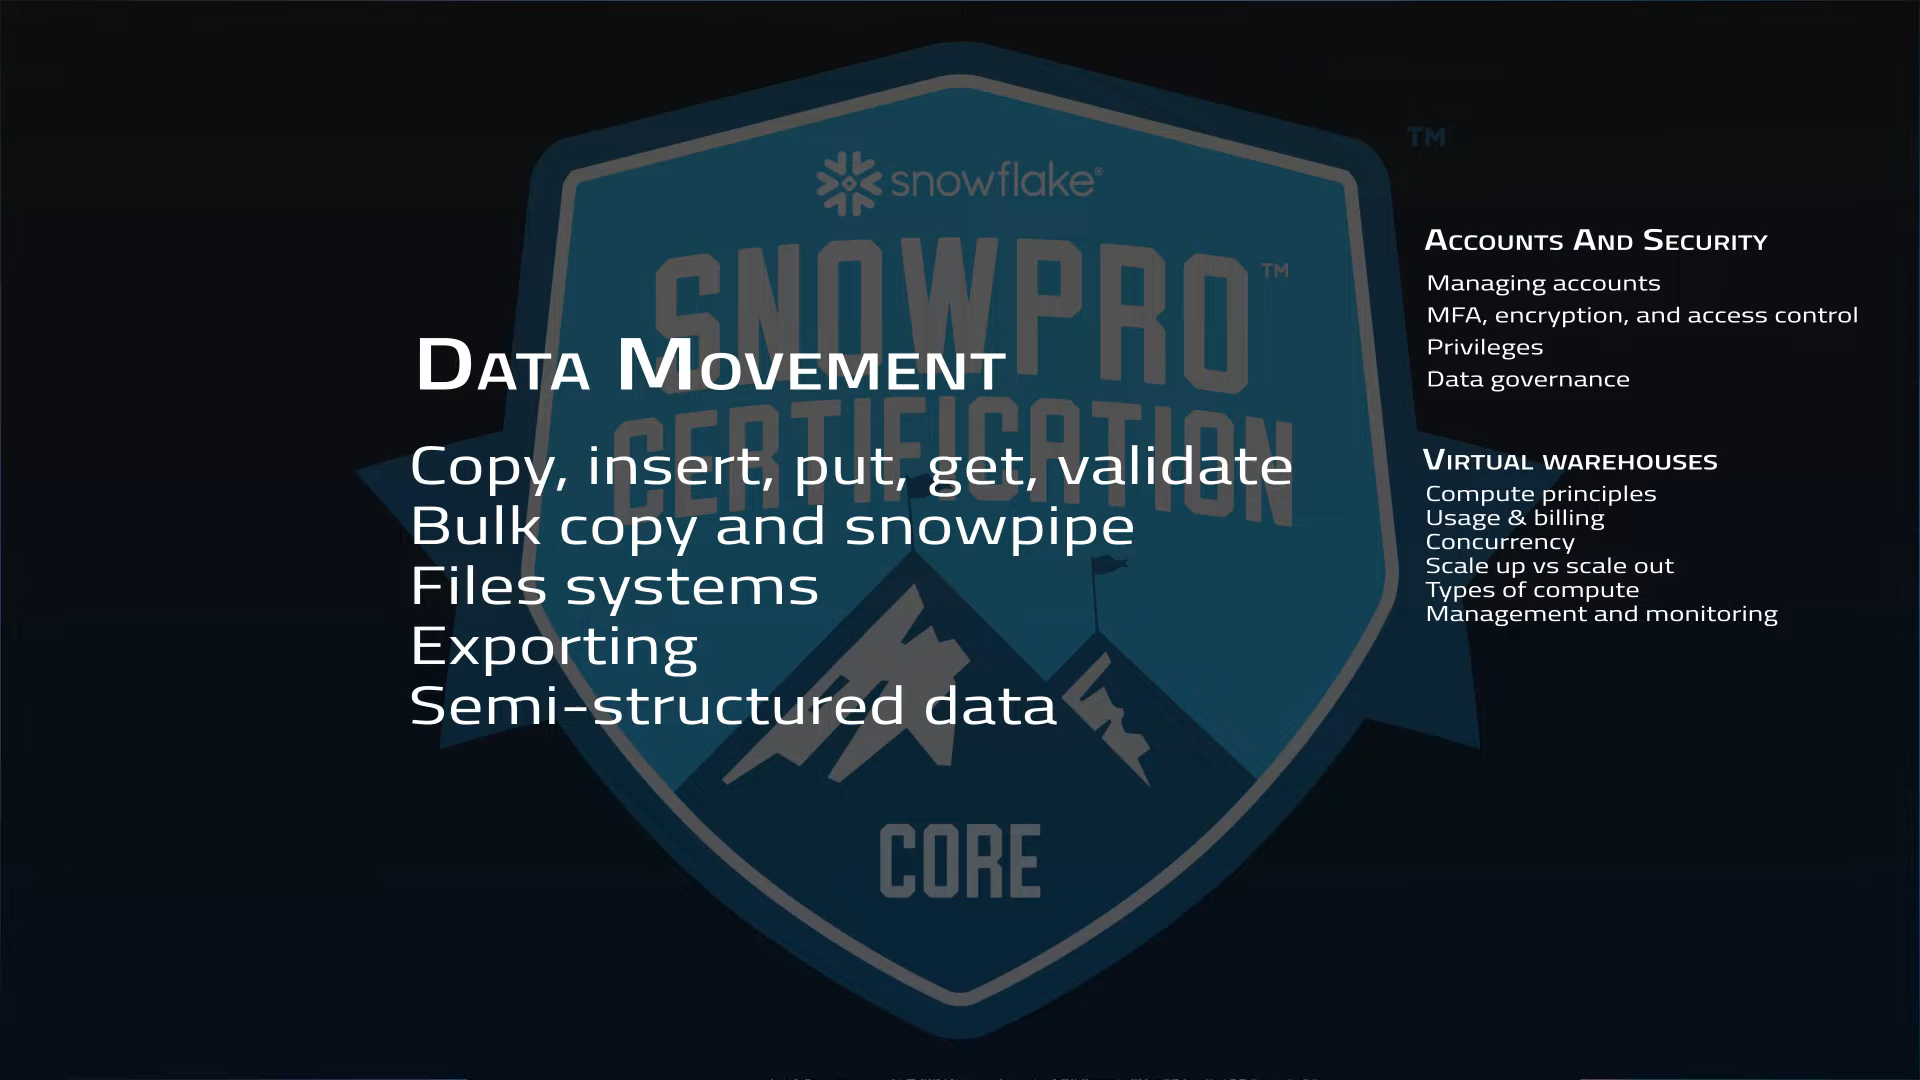 TM
snowflake®
SNOWPRO
TM
CERTIFICATION
CORE
DATA MOVEMENT
Copy, insert, put, get, validate
Bulk copy and snowpipe
Files systems
Exporting
Semi-structured data
ACCOUNTS AND SECURITY
Managing accounts
MFA, encryption, and access control
Privileges
Data governance
VIRTUAL WAREHOUSES
Compute principles
Usage & billing
Concurrency
Scale up vs scale out
Types of compute
Management and monitoring